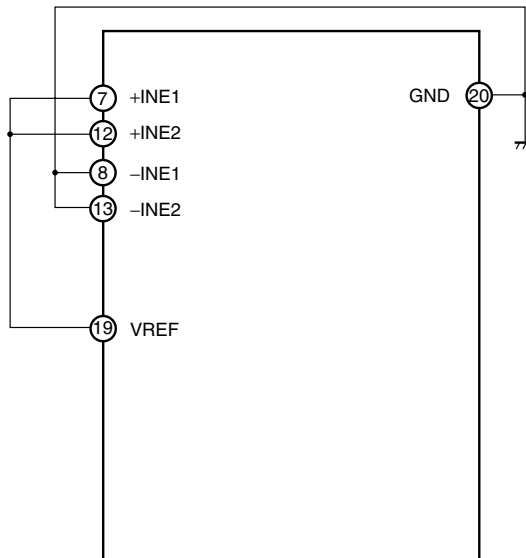 7 +INE1
GND 20
12 +INE2
8 –INE1
13 –INE2
19 VREF